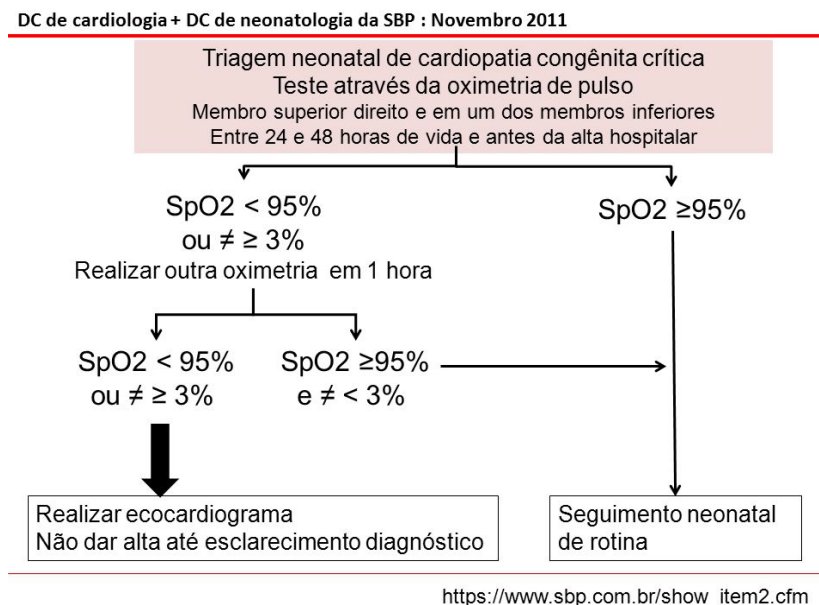 DC de cardiologia + DC de neonatologia da SBP : Novembro 2011
Triagem neonatal de cardiopatia congênita crítica
Teste através da oximetria de pulso
Membro superior direito e em um dos membros inferiores
Entre 24 e 48 horas de vida e antes da alta hospitalar
SpO2 < 95%
ou ≠ ≥ 3%
Realizar outra oximetria em 1 hora
SpO2 ≥95%
SpO2 < 95%
ou ≠ ≥ 3%
SpO2 ≥95%
e ≠ < 3%
Realizar ecocardiograma
Não dar alta até esclarecimento diagnóstico
Seguimento neonatal
de rotina
https://www.sbp.com.br/show_item2.cfm